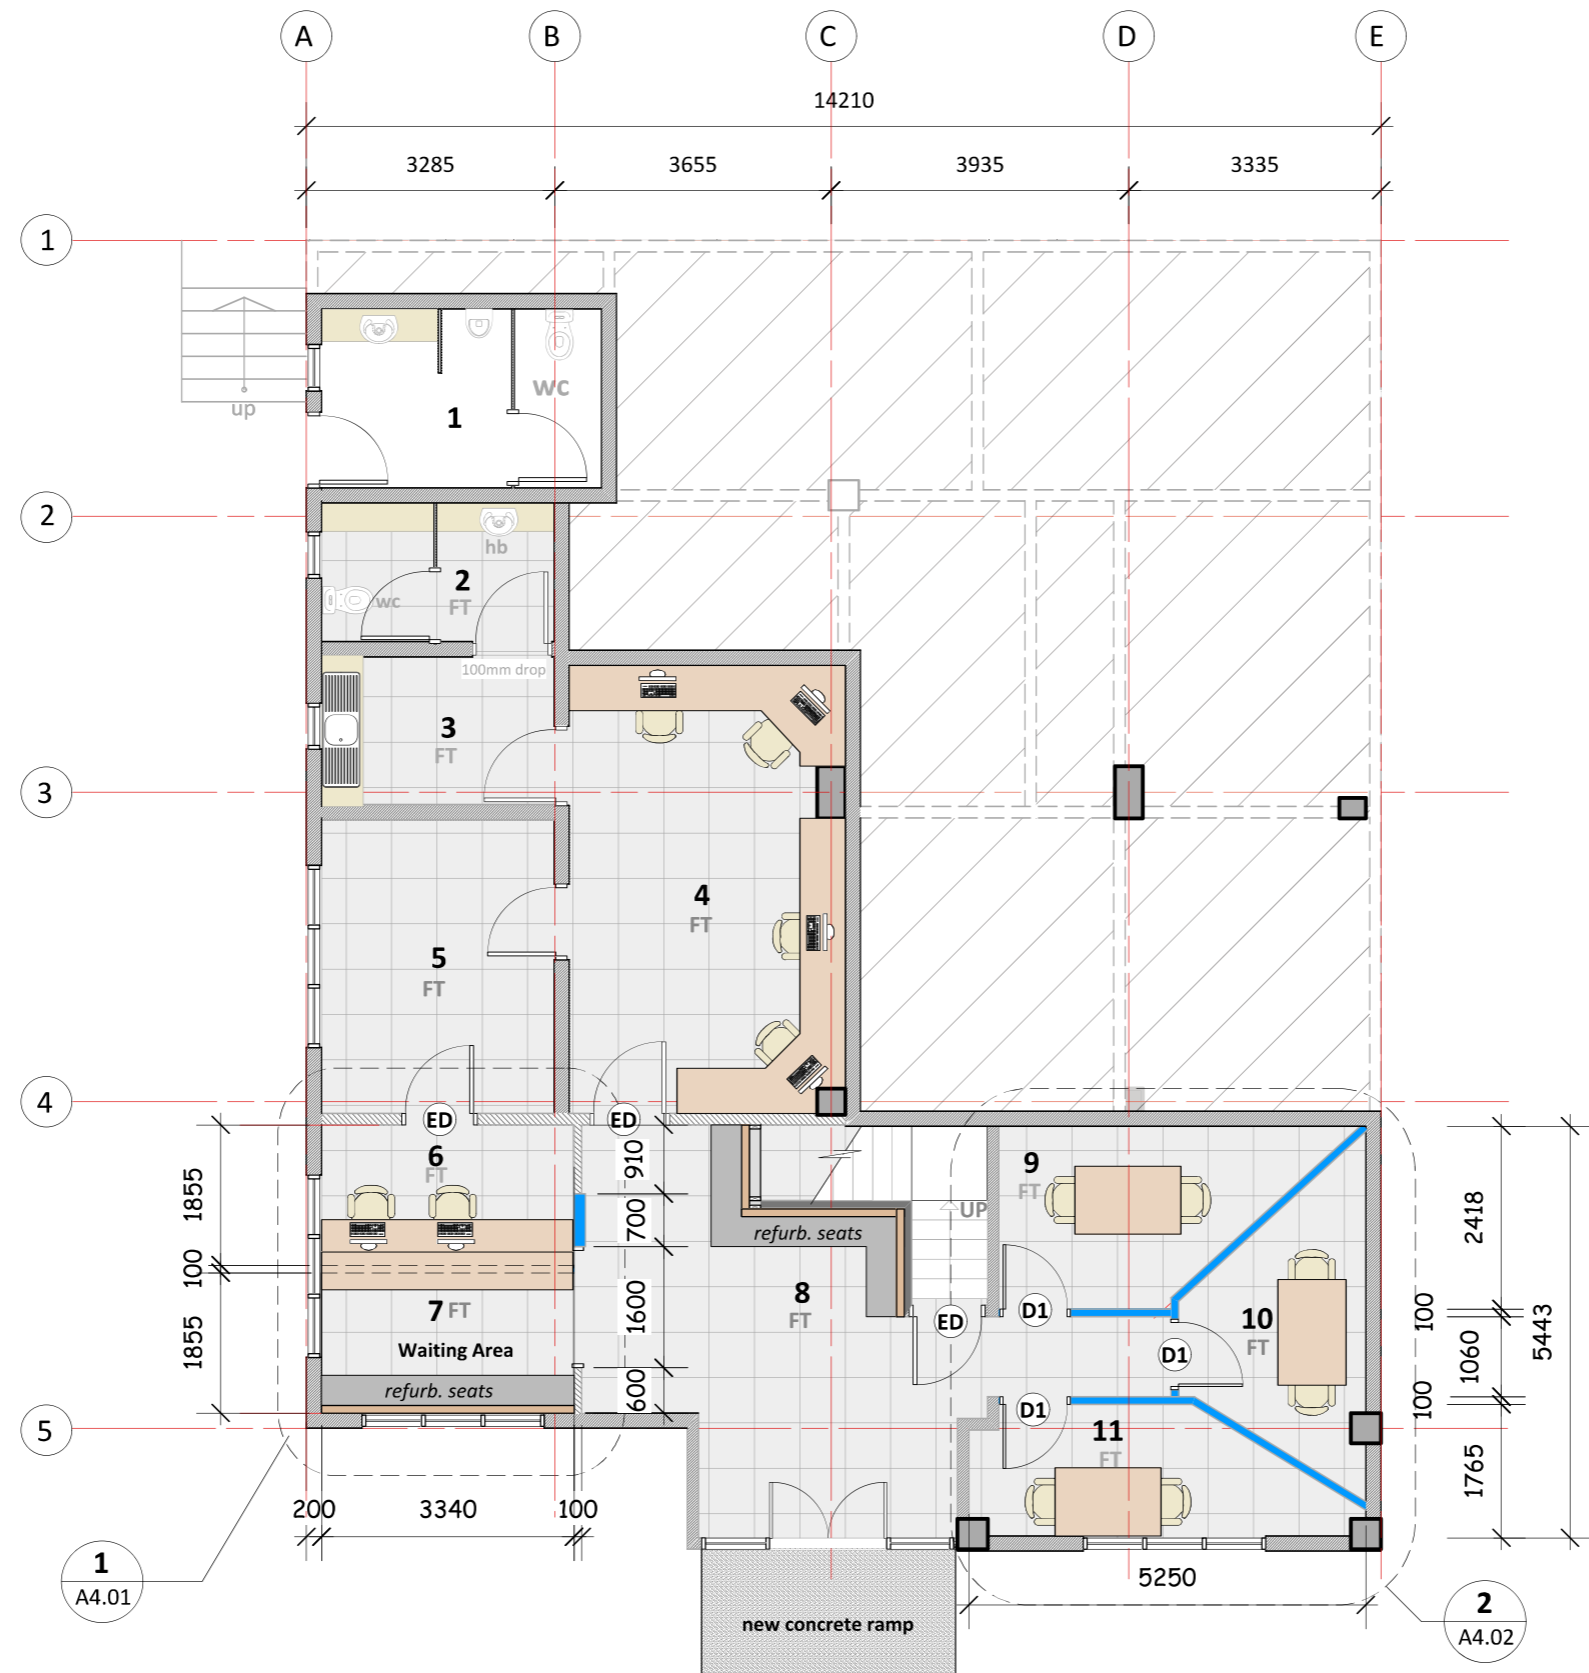 A B C D E
14210
3285 3655 3935 3335
1
up
wc
1
2
hb
2
wc
FT
100mm drop
3
FT
3
4
FT
5
FT
4
ED ED
6
FT
910
9
FT
1855
700
UP
refurb. seats
2418
100
8
FT
7 FT
1600
ED
D1
10
FT
100
Waiting Area
D1
1060
5443
1855
refurb. seats
600
D1
100
5
11
FT
1765
200 3340 100
1
A4.01
5250
new concrete ramp
2
A4.02